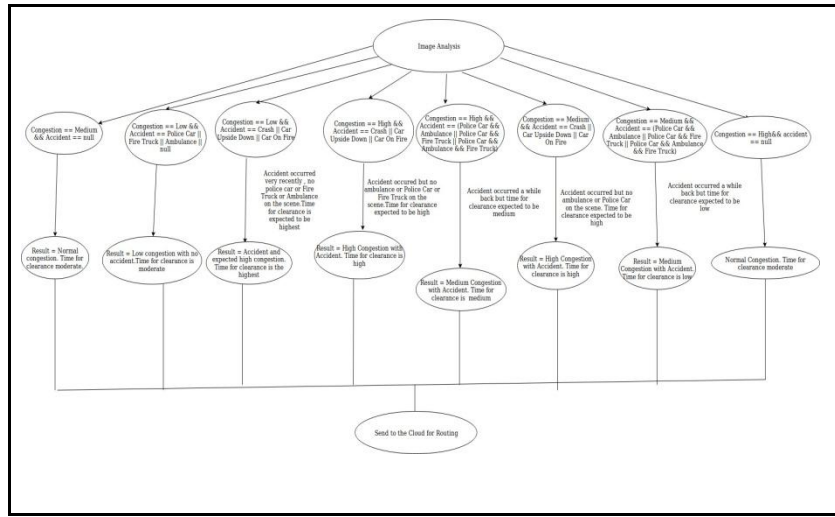 Image Analysis
Congestion == Medium
&& Accident == null
Congestion == Low &&
Accident == Police Car ||
Fire Truck || Ambulance ||
null
Congestion == Low &&
Accident == Crash || Car
Upside Down || Car On Fire
Congestion == High &&
Accident == Crash || Car
Upside Down || Car On Fire
Congestion == High &&
Accident == (Police Car &&
Ambulance || Police Car &&
Fire Truck || Police Car &&
Ambulance && Fire Truck)
Congestion == Medium
&& Accident == Crash ||
Car Upside Down || Car
On Fire
Congestion == Medium &&
Accident == (Police Car &&
Ambulance || Police Car && Fire
Truck || Police Car && Ambulance
&& Fire Truck)
Congestion == High&& accident
== null
Accident occurred
very recently , no
police car or Fire
Truck or Ambulance
on the scene.Time
for clearance is
expected to be
highest
Accident occured but no
ambulance or Police Car or
Fire Truck on the
scene.Time for clearance
expected to be high
Accident occurred a while
back but time for
clearance expected to be
medium
Accident occurred but no
ambulance or Police Car
on the scene. Time for
clearance expected to be
high
Accident occurred a while
back but time for
clearance expected to be
low
Result = Normal
congestion. Time for
clearance moderate.
Result = Low congestion with no
accident.Time for clearance is
moderate
Result = Accident and
expected high congestion.
Time for clearance is the
highest
Result = High Congestion with
Accident. Time for clearance is
high
Result = Medium Congestion
with Accident. Time for
clearance is medium
Result = High Congestion
with Accident. Time for
clearance is high
Result = Medium
Congestion with Accident.
Time for clearance is low
Normal Congestion. Time for
clearance moderate
Send to the Cloud for Routing